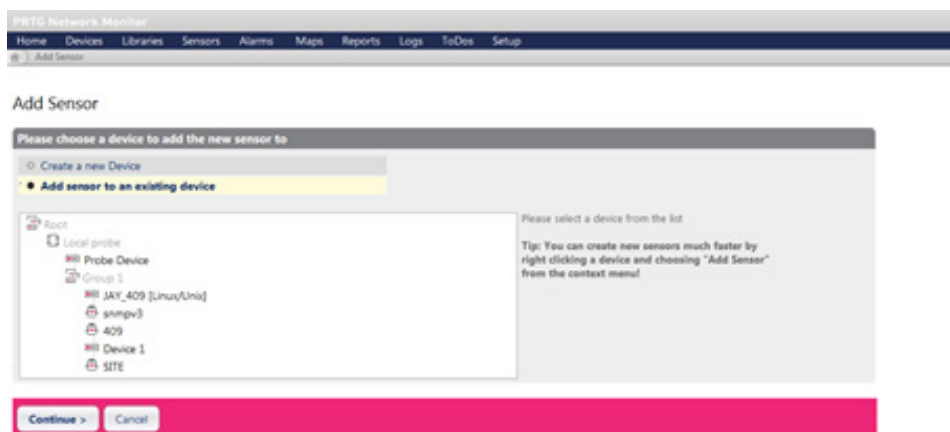 PRTG Network Monitor
Home Devices Libraries Sensors Alarms Maps Reports Logs ToDos Setup
Add Sensor
Add Sensor
Please choose a device to add the new sensor to
Create a new Device
Add sensor to an existing device
Root
Local probe
Probe Device
Group 1
JAY_409 [Linux/Unix]
snmpv3
409
Device 1
SITE
Please select a device from the list
Tip: You can create new sensors much faster by
right clicking a device and choosing "Add Sensor"
from the context menu!
Continue >
Cancel